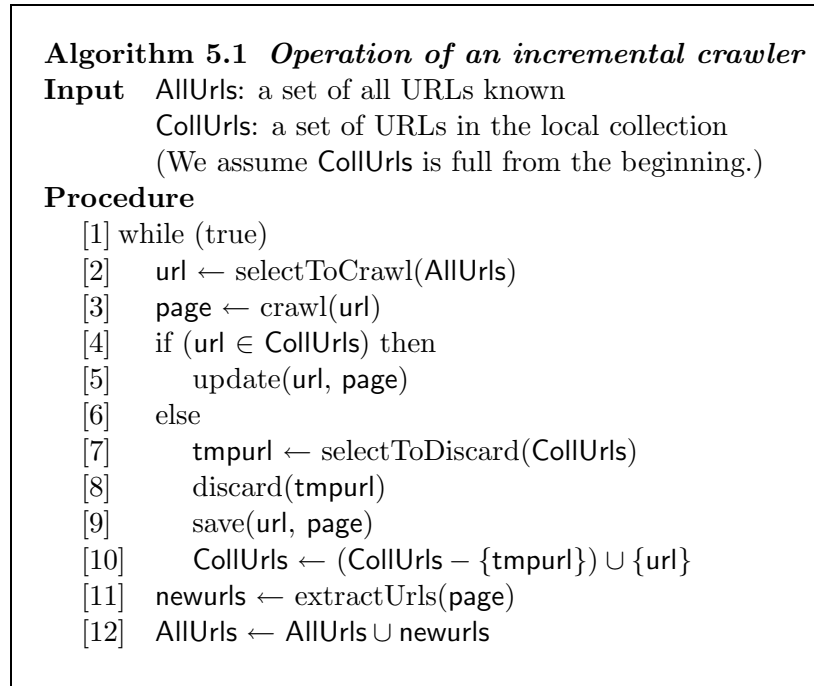 Algorithm 5.1 Operation of an incremental crawler
Input AllUrls: a set of all URLs known
CollUrls: a set of URLs in the local collection
(We assume CollUrls is full from the beginning.)
Procedure
[1] while (true)
[2] url ← selectToCrawl(AllUrls)
[3] page ← crawl(url)
[4] if (url ∈ CollUrls) then
[5] update(url, page)
[6] else
[7] tmpurl ← selectToDiscard(CollUrls)
[8] discard(tmpurl)
[9] save(url, page)
[10] CollUrls ← (CollUrls − {tmpurl}) ∪ {url}
[11] newurls ← extractUrls(page)
[12] AllUrls ← AllUrls ∪ newurls